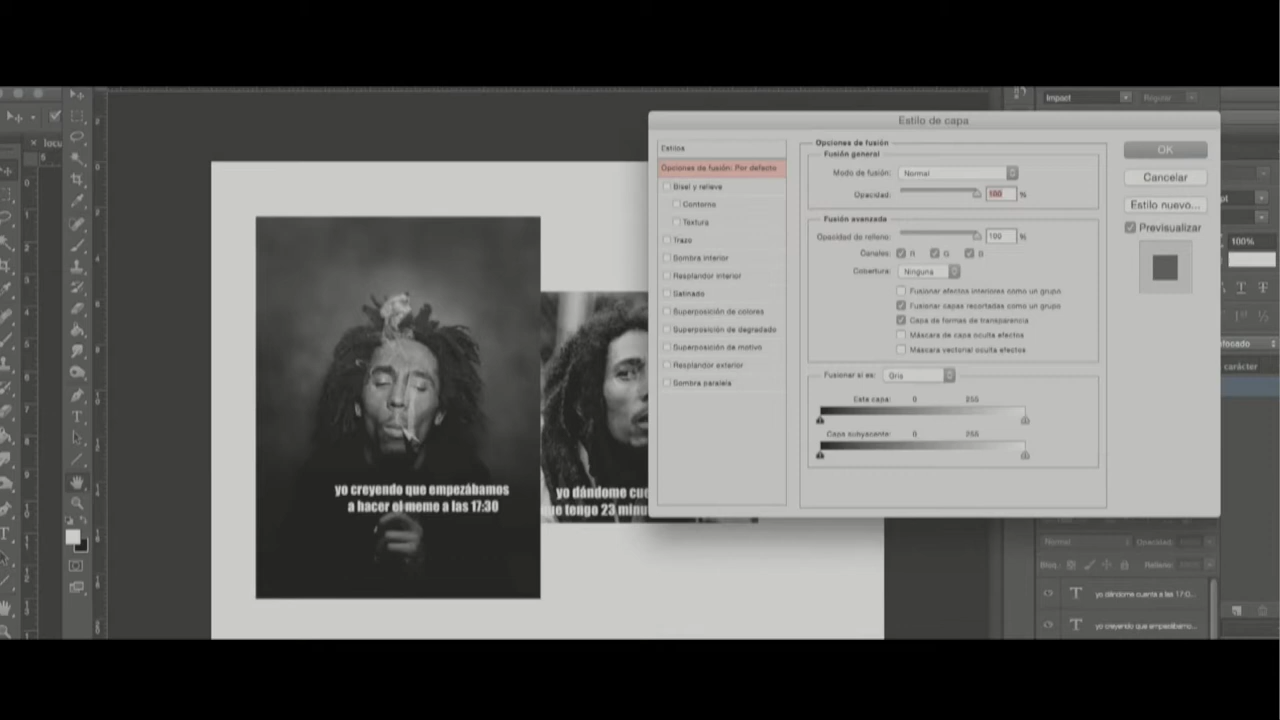 Impact
Regular
Estilo de capa
locu
Estilos
Opciones de fusión
Fusión general
OK
Opciones de fusión: Por defecto
Modo de fusión:
Normal
Cancelar
Bisel y relieve
Opacidad:
100
%
Contorno
Estilo nuevo...
Textura
Fusión avanzada
Previsualizar
Trazo
Opacidad de relleno:
100
%
100%
Sombra interior
Canales:
R
G
B
Resplandor interior
Cobertura:
Ninguna
Satinado
Fusionar efectos interiores como un grupo
Superposición de colores
Fusionar capas recortadas como un grupo
Capa de formas de transparencia
Superposición de degradado
Máscara de capa oculta efectos
Superposición de motivo
Máscara vectorial oculta efectos
Resplandor exterior
Fusionar si es:
Gris
Sombra paralela
Esta capa:
0
255
Capa subyacente:
0
255
carácter
yo creyendo que empezábamos
a hacer el meme a las 17:30
yo dándome cue
ue tengo 23 minu
Normal
Opacidad:
Bloq.:
Relleno:
yo dándome cuenta a las 17:0...
yo creyendo que empezábamo...